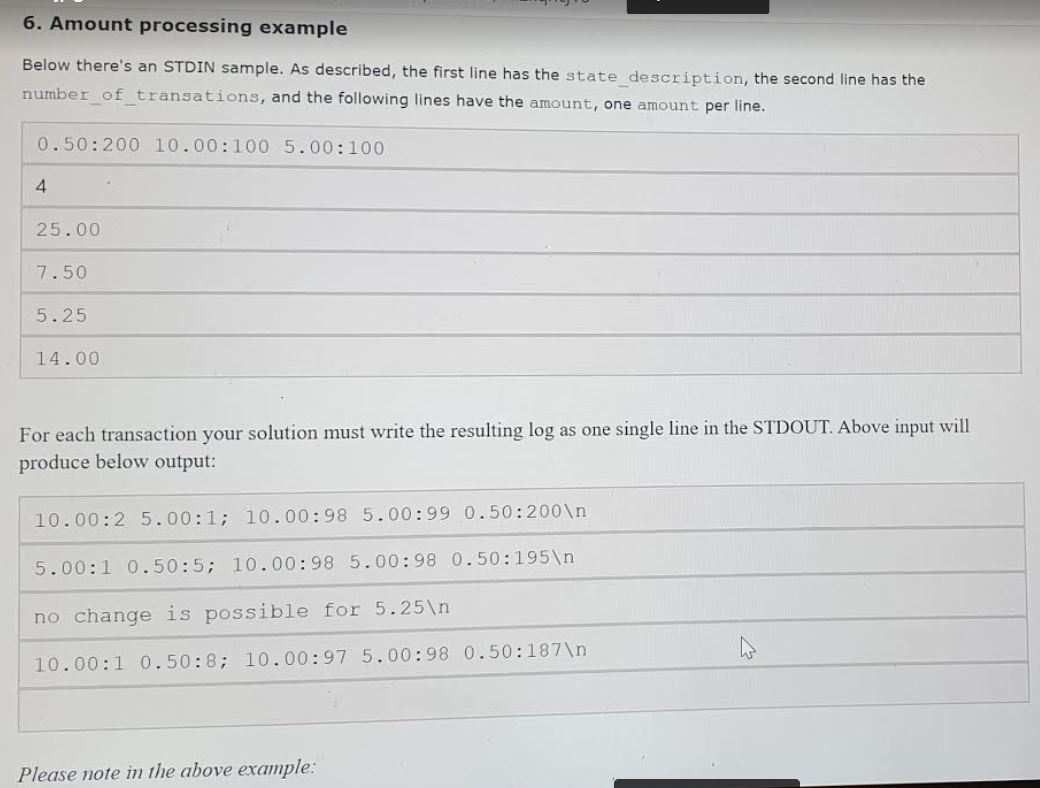 6. Amount processing example
Below there's an STDIN sample. As described, the first line has the state_description, the second line has the
number_of_transations, and the following lines have the amount, one amount per line.
0.50:200 10.00:100 5.00:100
4
25.00
7.50
5.25
14.00
For each transaction your solution must write the resulting log as one single line in the STDOUT. Above input will
produce below output:
10.00:2 5.00:1; 10.00:98 5.00:99 0.50:200\n
5.00:1 0.50:5; 10.00:98 5.00:98 0.50:195\n
no change is possible for 5.25\n
10.00:1 0.50:8; 10.00:97 5.00:98 0.50:187\n
Please note in the above example: